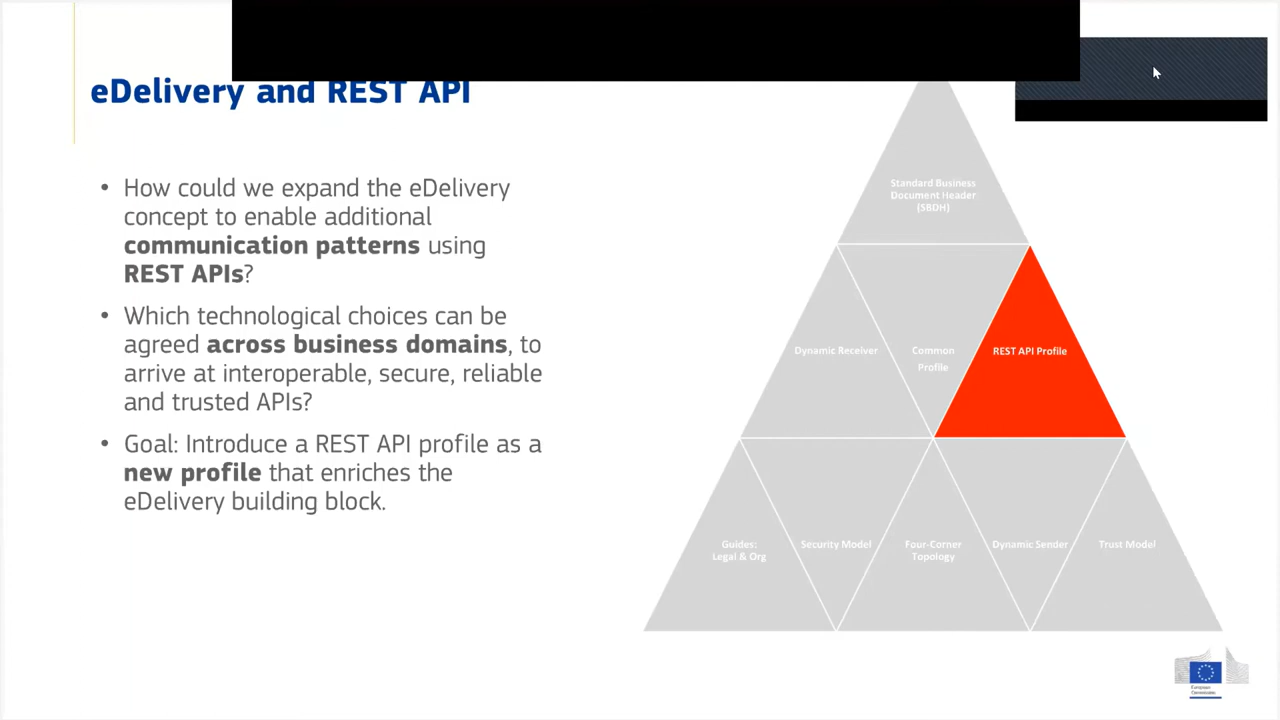 eDelivery and REST API
• How could we expand the eDelivery
concept to enable additional
communication patterns using
REST APIs?
• Which technological choices can be
agreed across business domains, to
arrive at interoperable, secure, reliable
and trusted APIs?
• Goal: Introduce a REST API profile as a
new profile that enriches the
eDelivery building block.
Standard Business
Document Header
(SBDH)
Dynamic Receiver
Common
Profile
REST API Profile
Guides:
Legal & Org
Security Model
Four-Corner
Topology
Dynamic Sender
Trust Model
European
Commission